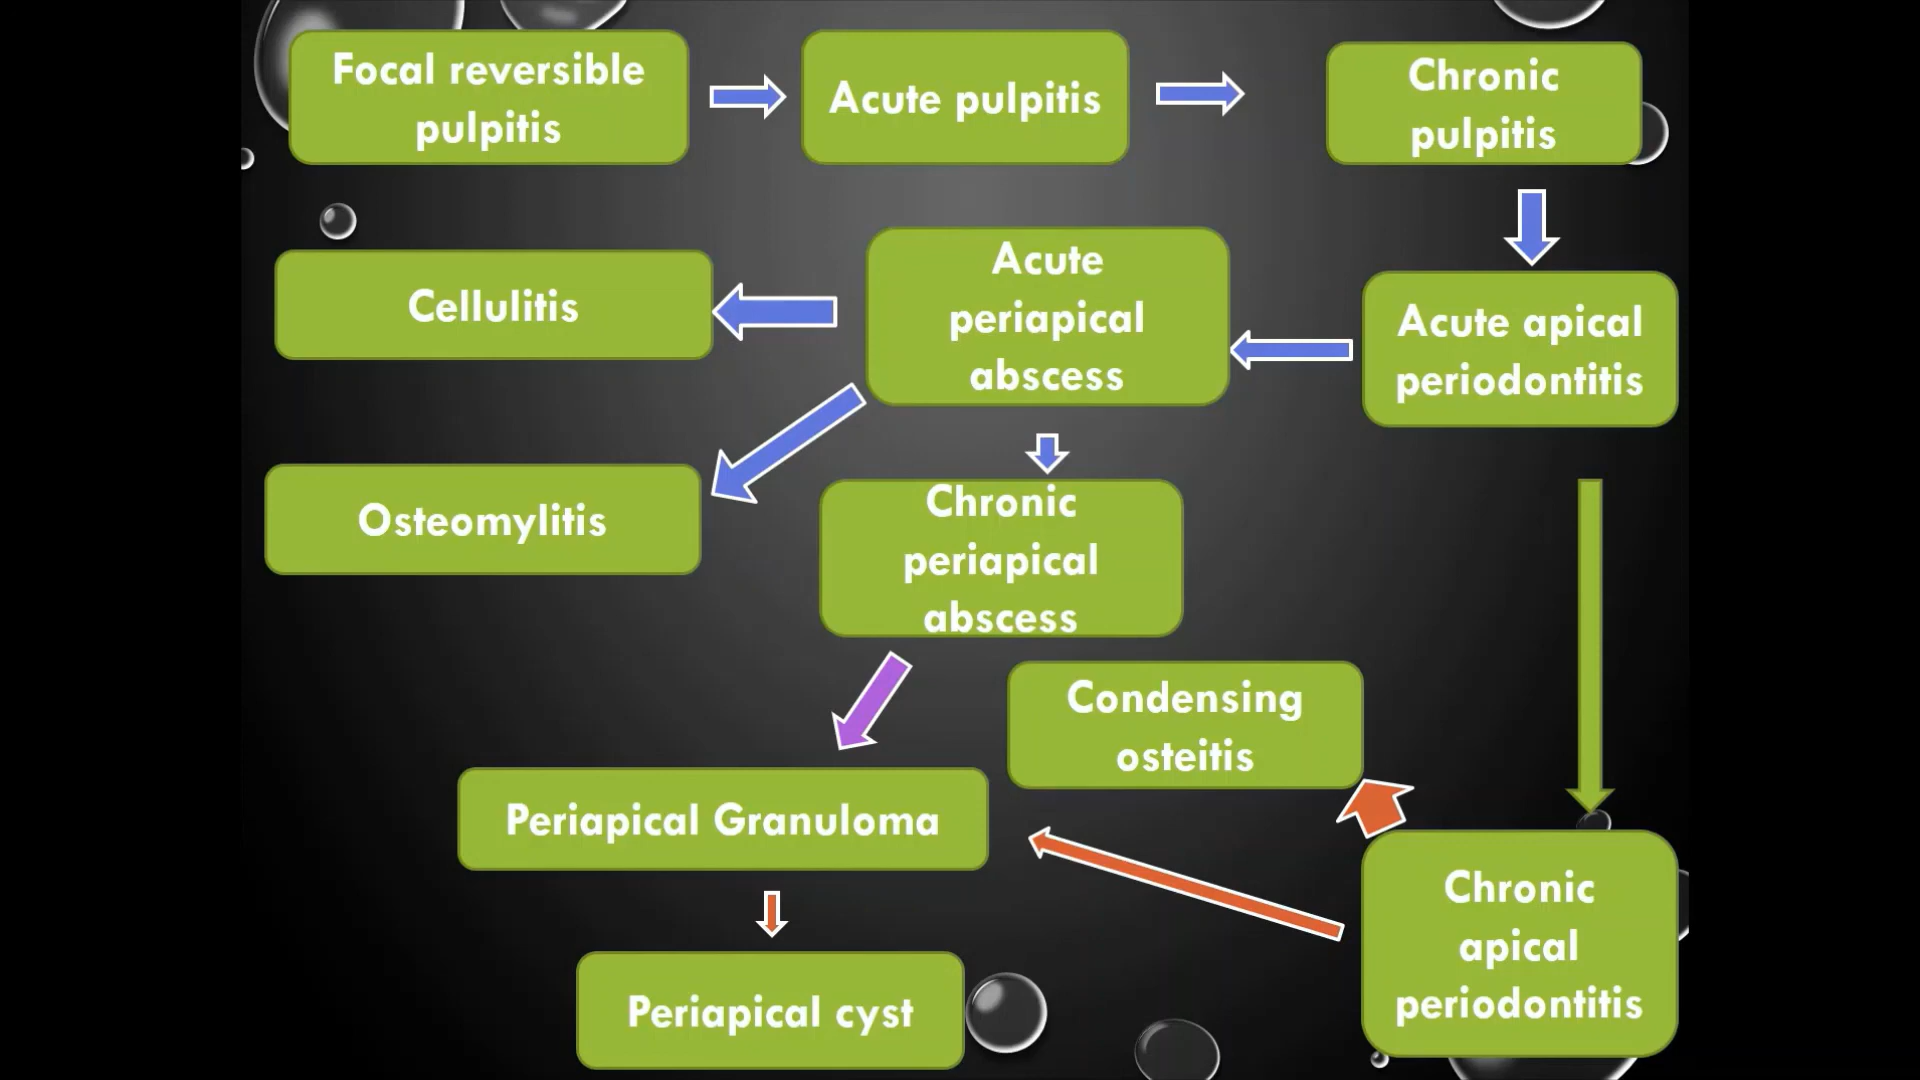 Focal reversible
pulpitis
Acute pulpitis
Chronic
pulpitis
Cellulitis
Acute
periapical
abscess
Acute apical
periodontitis
Osteomylitis
Chronic
periapical
abscess
Condensing
osteitis
Periapical Granuloma
Chronic
apical
periodontitis
Periapical cyst